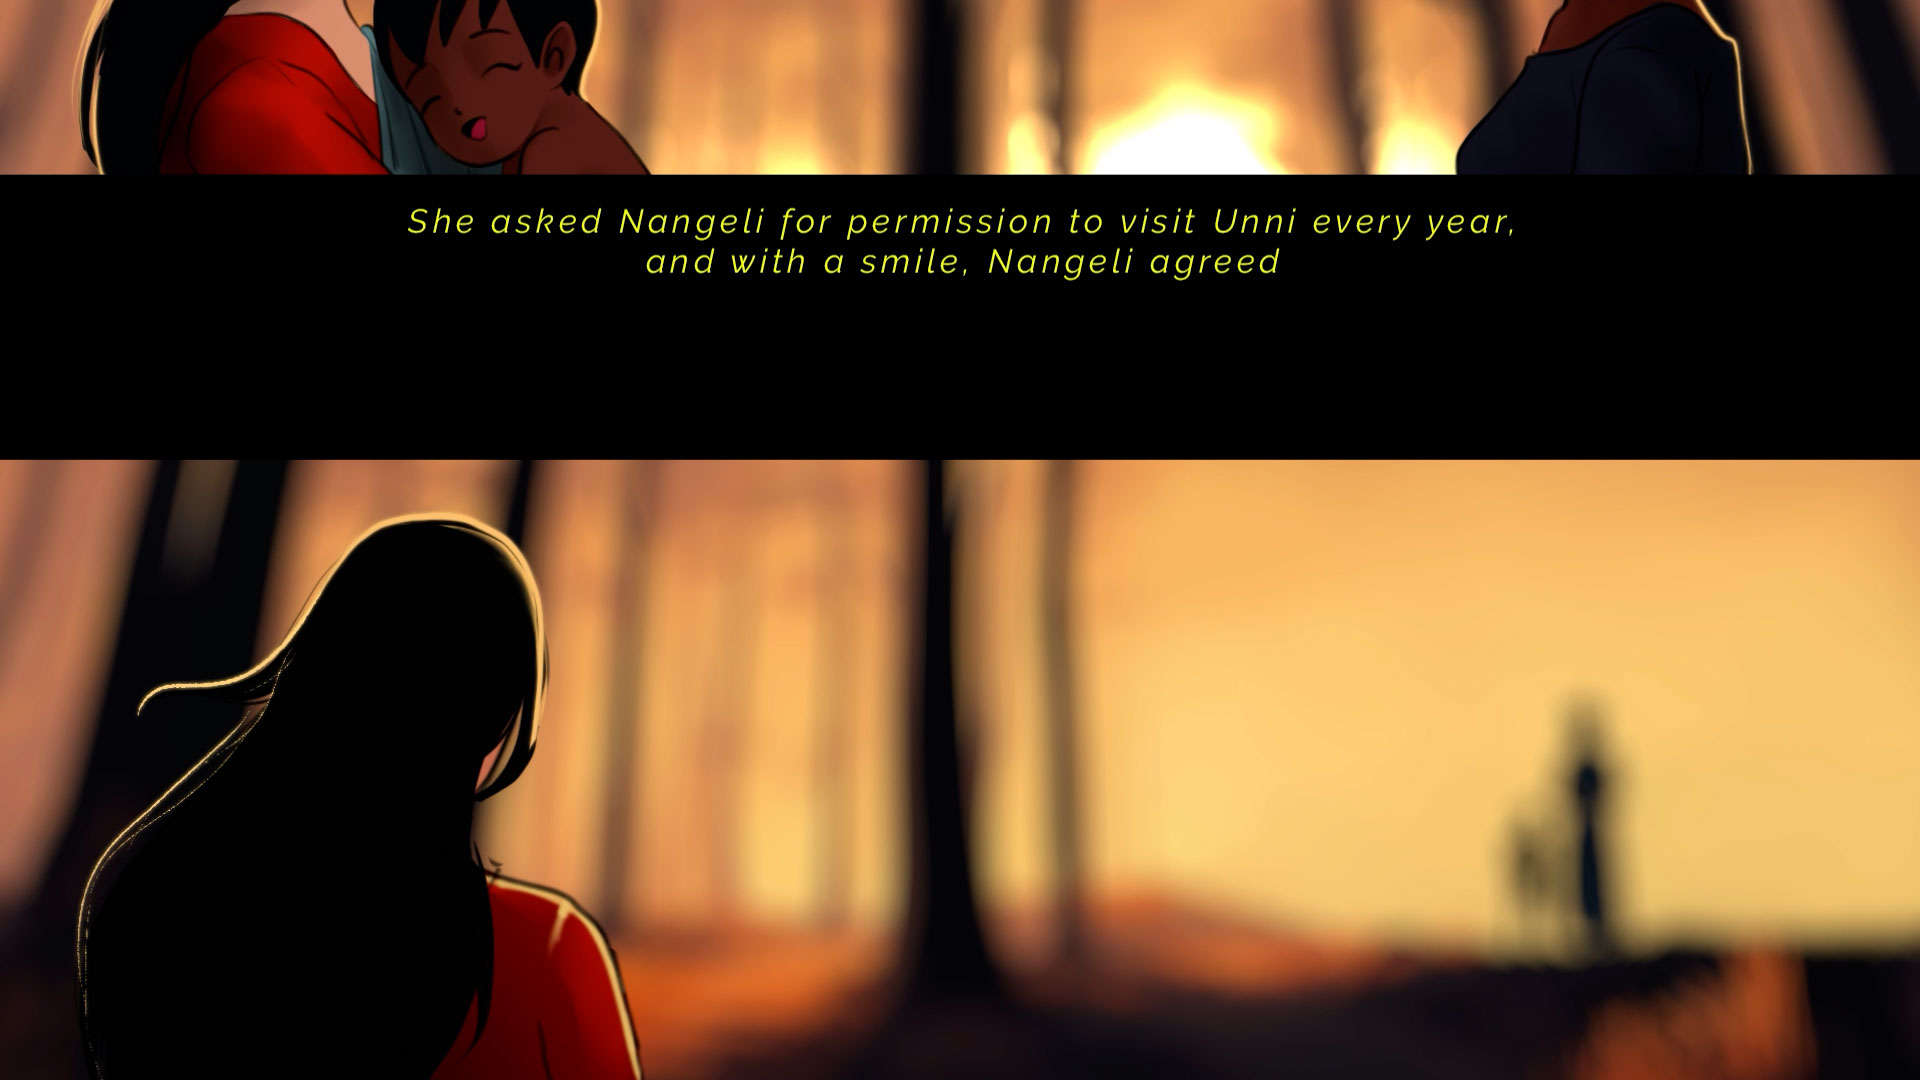 She asked Nangeli for permission to visit Unni every year,
and with a smile, Nangeli agreed